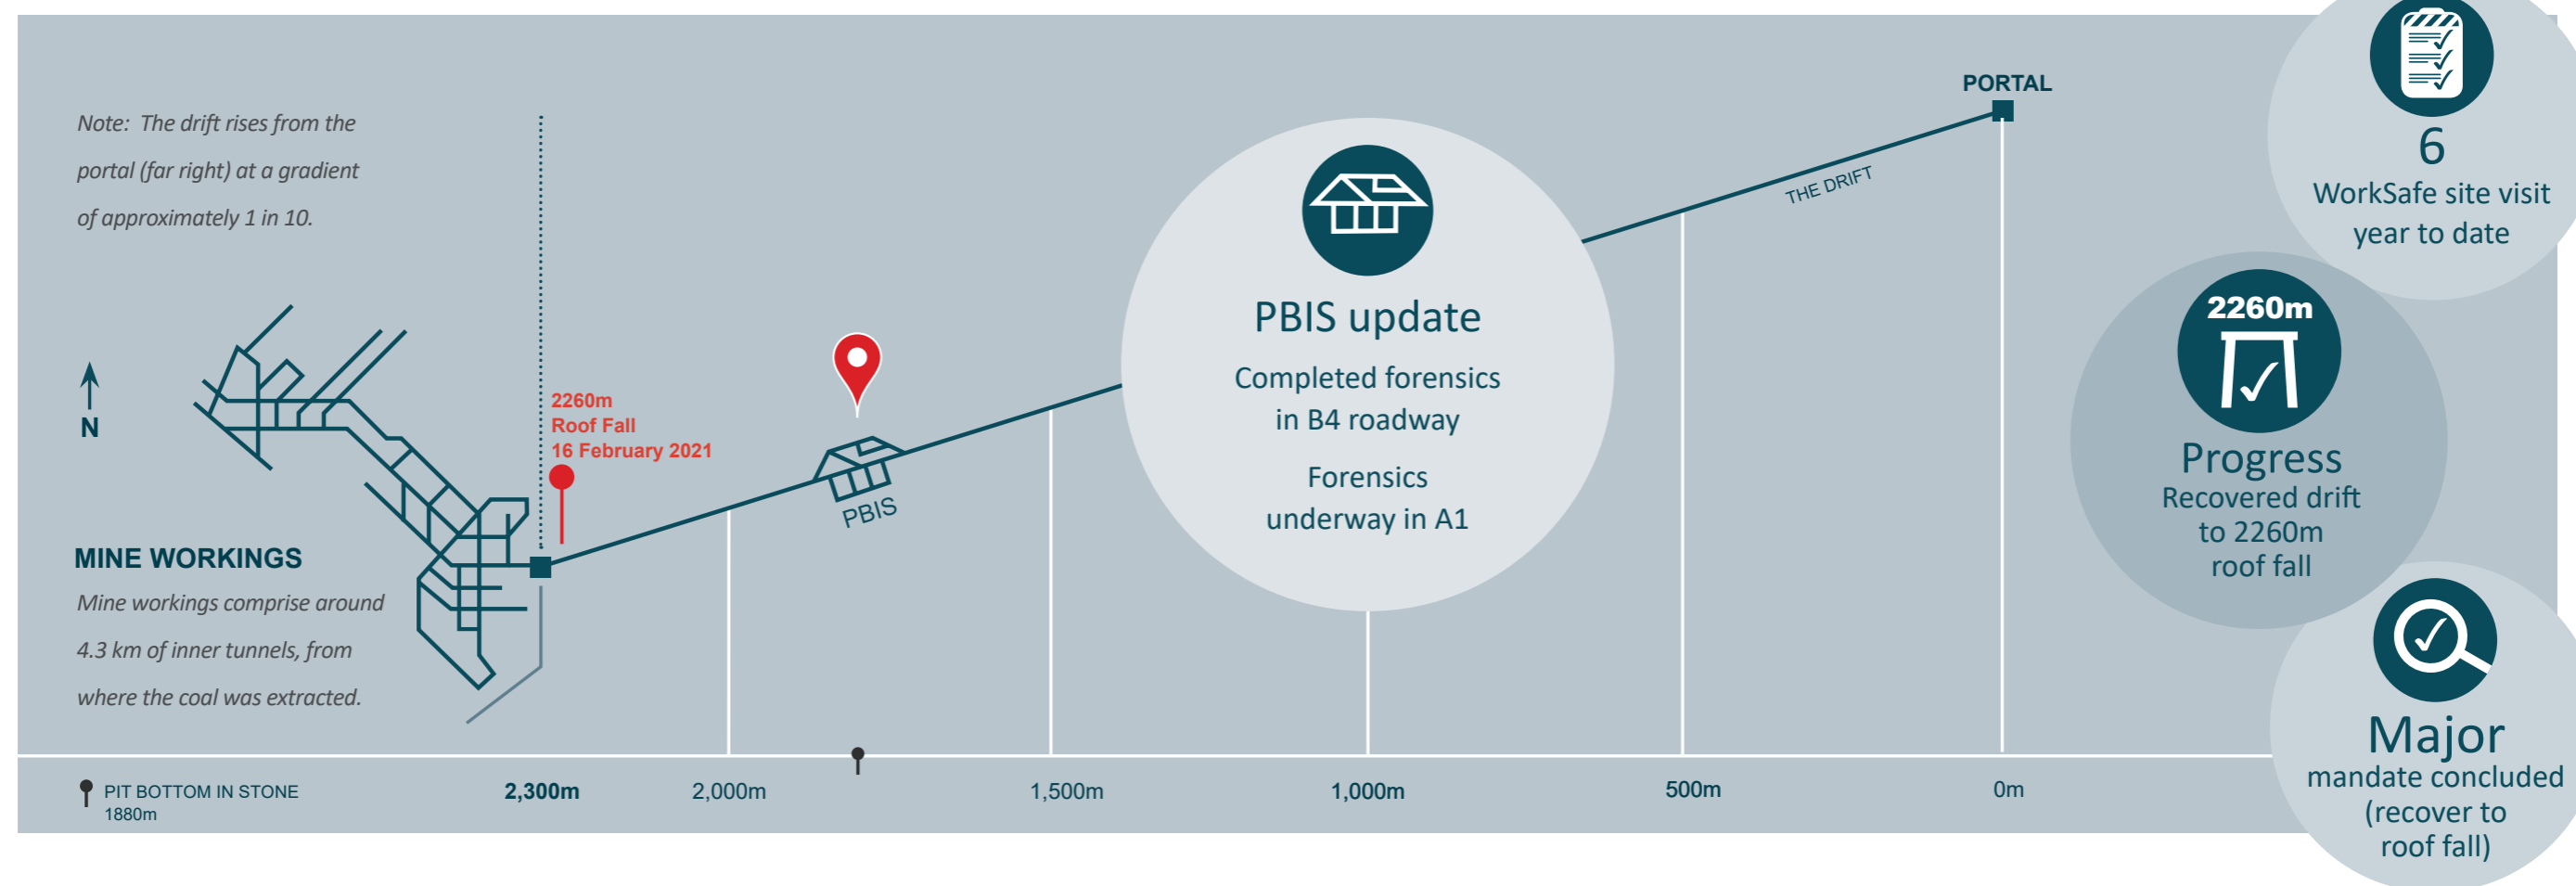 Note: The drift rises from the
portal (far right) at a gradient
of approximately 1 in 10.
N
MINE WORKINGS
Mine workings comprise around
4.3 km of inner tunnels, from
where the coal was extracted.
2260m
Roof Fall
16 February 2021
PBIS
PBIS update
Completed forensics
in B4 roadway
Forensics
underway in A1
THE DRIFT
PORTAL
6
WorkSafe site visit
year to date
2260m
Progress
Recovered drift
to 2260m
roof fall
Major
mandate concluded
(recover to
roof fall)
PIT BOTTOM IN STONE
1880m
2,300m
2,000m
1,500m
1,000m
500m
0m